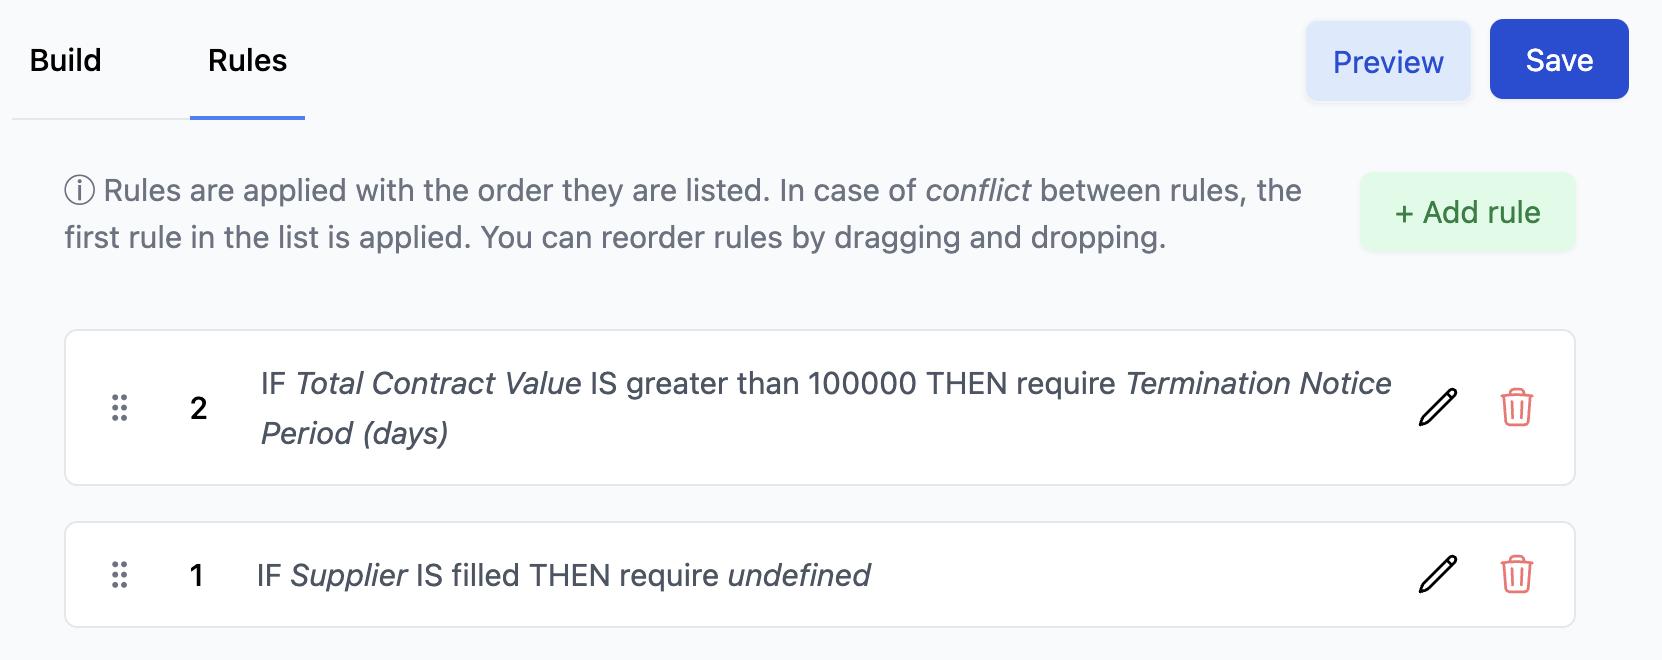 Build
Rules
Preview
Save
ⓘ Rules are applied with the order they are listed. In case of conflict between rules, the
first rule in the list is applied. You can reorder rules by dragging and dropping.
+ Add rule
2
IF Total Contract Value IS greater than 100000 THEN require Termination Notice
Period (days)
1
IF Supplier IS filled THEN require undefined